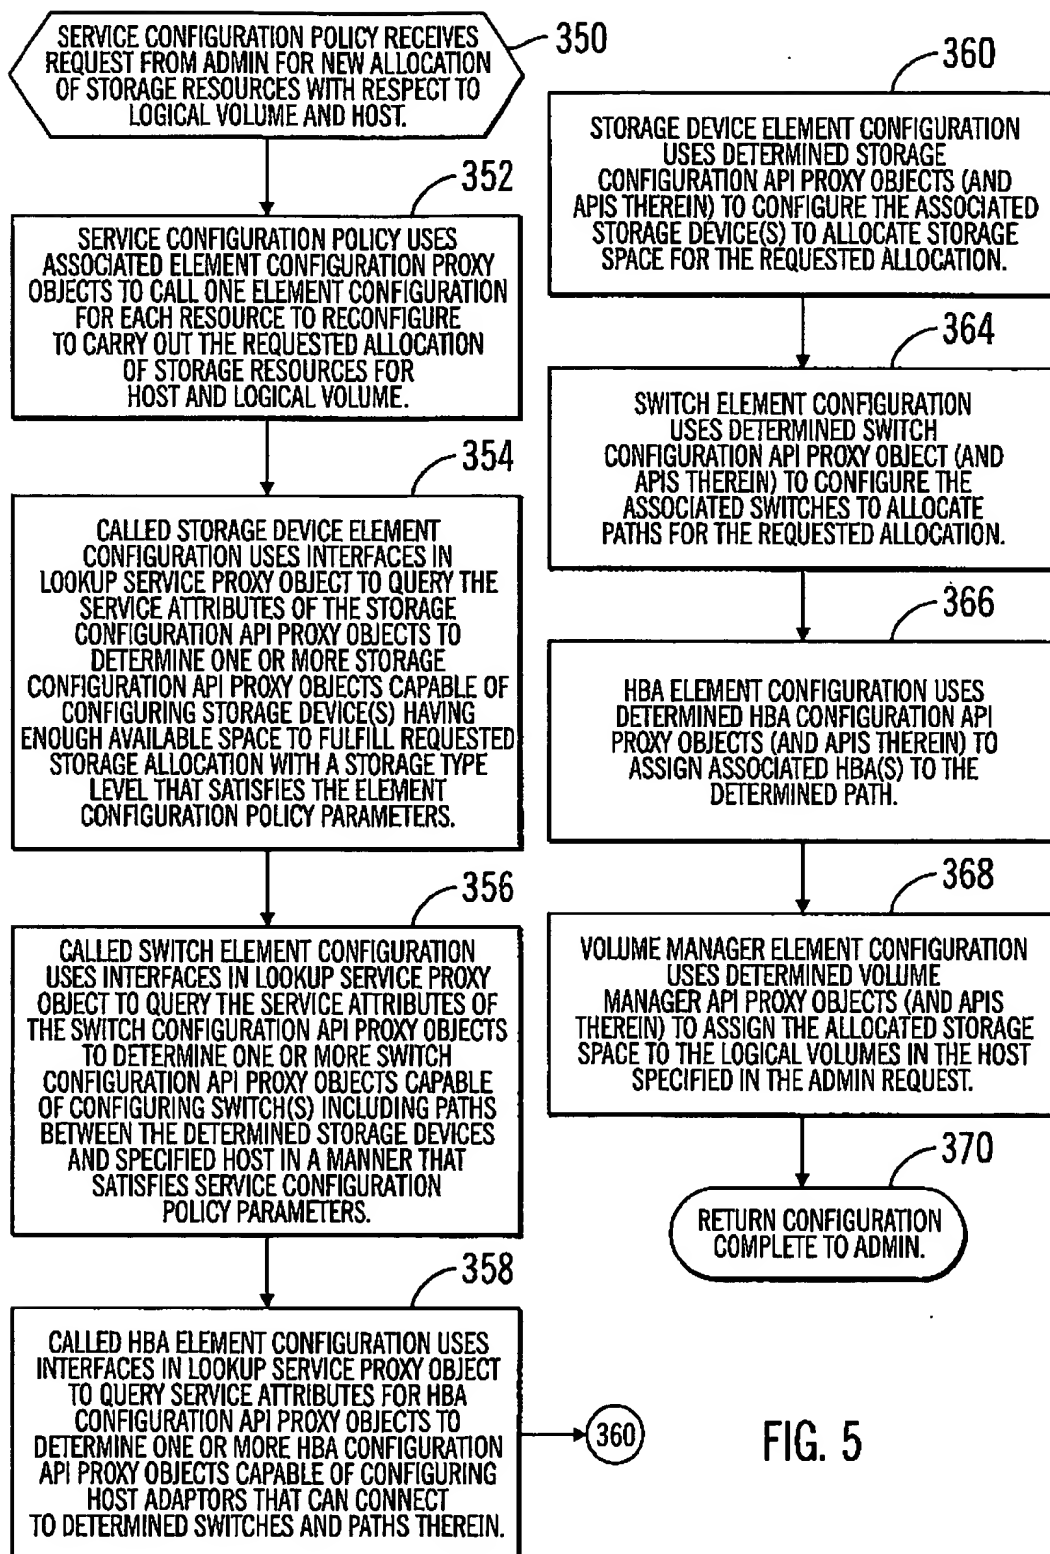 SERVICE CONFIGURATION POLICY RECEIVES
REQUEST FROM ADMIN FOR NEW ALLOCATION
OF STORAGE RESOURCES WITH RESPECT TO
LOGICAL VOLUME AND HOST.
350
352
SERVICE CONFIGURATION POLICY USES
ASSOCIATED ELEMENT CONFIGURATION PROXY
OBJECTS TO CALL ONE ELEMENT CONFIGURATION
FOR EACH RESOURCE TO RECONFIGURE
TO CARRY OUT THE REQUESTED ALLOCATION
OF STORAGE RESOURCES FOR
HOST AND LOGICAL VOLUME.
354
CALLED STORAGE DEVICE ELEMENT
CONFIGURATION USES INTERFACES IN
LOOKUP SERVICE PROXY OBJECT TO QUERY THE
SERVICE ATTRIBUTES OF THE STORAGE
CONFIGURATION API PROXY OBJECTS TO
DETERMINE ONE OR MORE STORAGE
CONFIGURATION API PROXY OBJECTS CAPABLE OF
CONFIGURING STORAGE DEVICE(S) HAVING
ENOUGH AVAILABLE SPACE TO FULFILL REQUESTED
STORAGE ALLOCATION WITH A STORAGE TYPE
LEVEL THAT SATISFIES THE ELEMENT
CONFIGURATION POLICY PARAMETERS.
356
CALLED SWITCH ELEMENT CONFIGURATION
USES INTERFACES IN LOOKUP SERVICE PROXY
OBJECT TO QUERY THE SERVICE ATTRIBUTES OF
THE SWITCH CONFIGURATION API PROXY OBJECTS
TO DETERMINE ONE OR MORE SWITCH
CONFIGURATION API PROXY OBJECTS CAPABLE
OF CONFIGURING SWITCH(S) INCLUDING PATHS
BETWEEN THE DETERMINED STORAGE DEVICES
AND SPECIFIED HOST IN A MANNER THAT
SATISFIES SERVICE CONFIGURATION
POLICY PARAMETERS.
358
CALLED HBA ELEMENT CONFIGURATION USES
INTERFACES IN LOOKUP SERVICE PROXY OBJECT
TO QUERY SERVICE ATTRIBUTES FOR HBA
CONFIGURATION API PROXY OBJECTS TO
DETERMINE ONE OR MORE HBA CONFIGURATION
API PROXY OBJECTS CAPABLE OF CONFIGURING
HOST ADAPTORS THAT CAN CONNECT
TO DETERMINED SWITCHES AND PATHS THEREIN.
360
360
STORAGE DEVICE ELEMENT CONFIGURATION
USES DETERMINED STORAGE
CONFIGURATION API PROXY OBJECTS (AND
APIS THEREIN) TO CONFIGURE THE ASSOCIATED
STORAGE DEVICE(S) TO ALLOCATE STORAGE
SPACE FOR THE REQUESTED ALLOCATION.
364
SWITCH ELEMENT CONFIGURATION
USES DETERMINED SWITCH
CONFIGURATION API PROXY OBJECT (AND
APIS THEREIN) TO CONFIGURE THE
ASSOCIATED SWITCHES TO ALLOCATE
PATHS FOR THE REQUESTED ALLOCATION.
366
HBA ELEMENT CONFIGURATION USES
DETERMINED HBA CONFIGURATION API
PROXY OBJECTS (AND APIS THEREIN) TO
ASSIGN ASSOCIATED HBA(S) TO THE
DETERMINED PATH.
368
VOLUME MANAGER ELEMENT CONFIGURATION
USES DETERMINED VOLUME
MANAGER API PROXY OBJECTS (AND APIS
THEREIN) TO ASSIGN THE ALLOCATED STORAGE
SPACE TO THE LOGICAL VOLUMES IN THE HOST
SPECIFIED IN THE ADMIN REQUEST.
370
RETURN CONFIGURATION
COMPLETE TO ADMIN.
FIG. 5